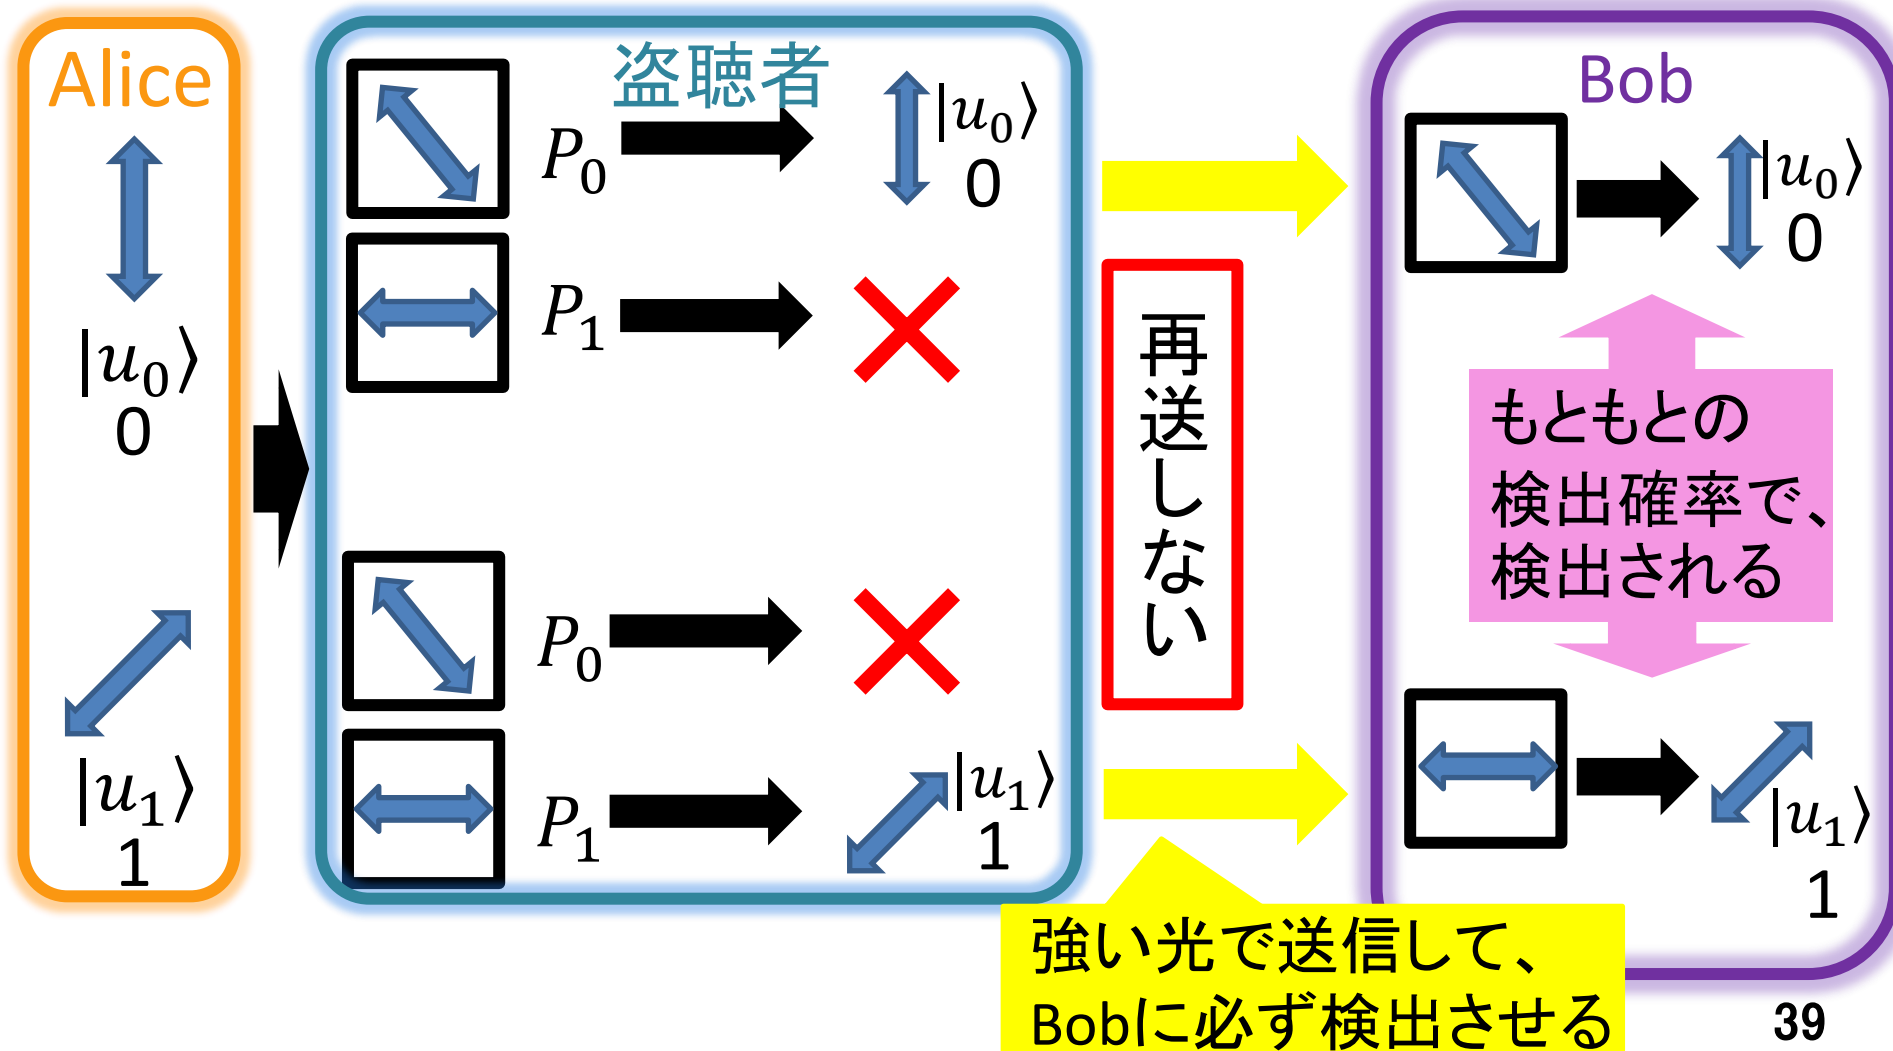 Alice
|u₀⟩
0
|u₁⟩
1
盗聴者
P₀
|u₀⟩
0
P₁
P₀
P₁
|u₁⟩
1
再送しない
強い光で送信して、
Bobに必ず検出させる
Bob
|u₀⟩
0
もともとの
検出確率で、
検出される
|u₁⟩
1
39